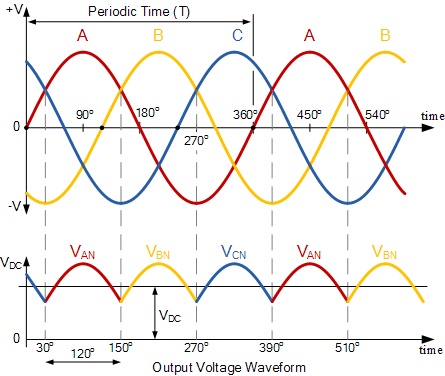 +V
Periodic Time (T)
A B C A B
90° 180° 360° 450° 540°
0 270° time
-V
VAN VBN VCN VAN VBN
VDC
VDC
0
30° 150° 270° 390° 510° time
120°
Output Voltage Waveform